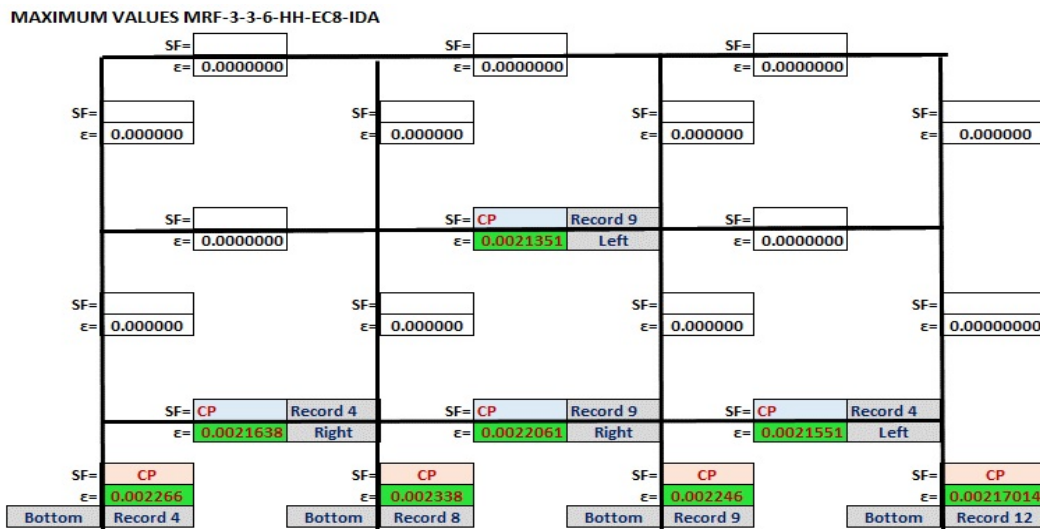 MAXIMUM VALUES MRF-3-3-6-HH-EC8-IDA
SF= SF= SF=
ε= 0.0000000 ε= 0.0000000 ε= 0.0000000
SF= SF= SF= SF=
ε= 0.000000 ε= 0.000000 ε= 0.000000 ε= 0.000000
SF= SF= CP Record 9 SF=
ε= 0.0000000 ε= 0.0021351 Left ε= 0.0000000
SF= SF= SF= SF=
ε= 0.000000 ε= 0.000000 ε= 0.000000 ε= 0.00000000
SF= CP Record 4 SF= CP Record 9 SF= CP Record 4
ε= 0.0021638 Right ε= 0.0022061 Right ε= 0.0021551 Left
SF= CP SF= CP SF= CP SF= CP
ε= 0.002266 ε= 0.002338 ε= 0.002246 ε= 0.00217014
Bottom Record 4 Bottom Record 8 Bottom Record 9 Bottom Record 12